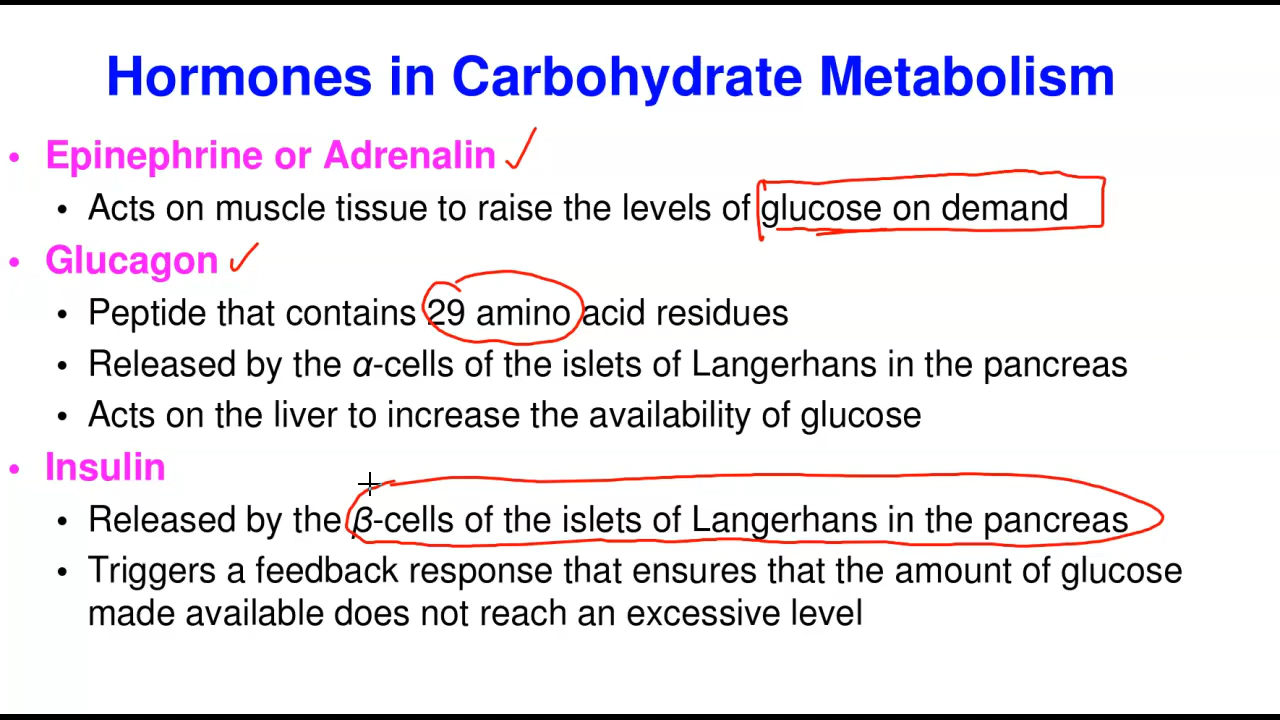 Hormones in Carbohydrate Metabolism
• Epinephrine or Adrenalin
• Acts on muscle tissue to raise the levels of glucose on demand
• Glucagon
• Peptide that contains 29 amino acid residues
• Released by the α-cells of the islets of Langerhans in the pancreas
• Acts on the liver to increase the availability of glucose
• Insulin
• Released by the β-cells of the islets of Langerhans in the pancreas
• Triggers a feedback response that ensures that the amount of glucose
made available does not reach an excessive level